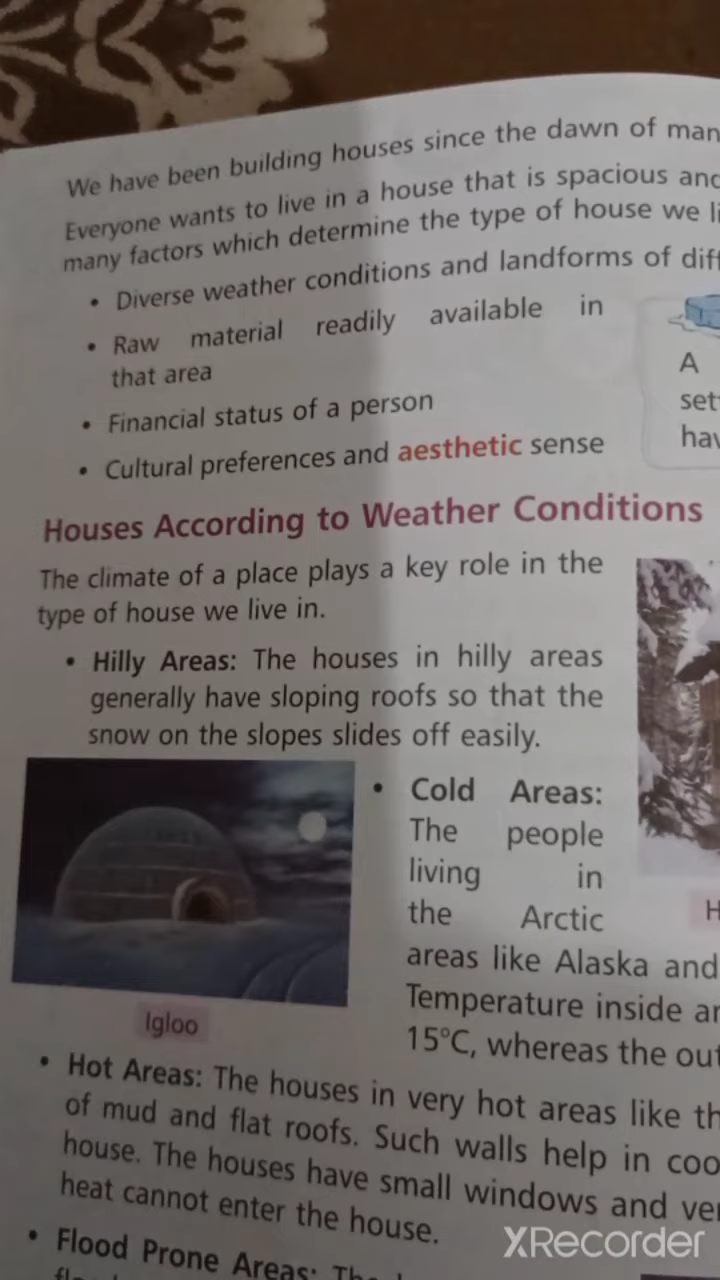 We have been building houses since the dawn of man
Everyone wants to live in a house that is spacious and
many factors which determine the type of house we li
• Diverse weather conditions and landforms of diff
• Raw material readily available in
that area
• Financial status of a person
• Cultural preferences and aesthetic sense
A
set
hav
Houses According to Weather Conditions
The climate of a place plays a key role in the
type of house we live in.
• Hilly Areas: The houses in hilly areas
generally have sloping roofs so that the
snow on the slopes slides off easily.
H
• Cold Areas:
The people
living in
the Arctic
areas like Alaska and
Temperature inside an
15°C, whereas the out
Igloo
• Hot Areas: The houses in very hot areas like th
of mud and flat roofs. Such walls help in coo
house. The houses have small windows and ver
heat cannot enter the house.
• Flood Prone Areas: The
XRecorder